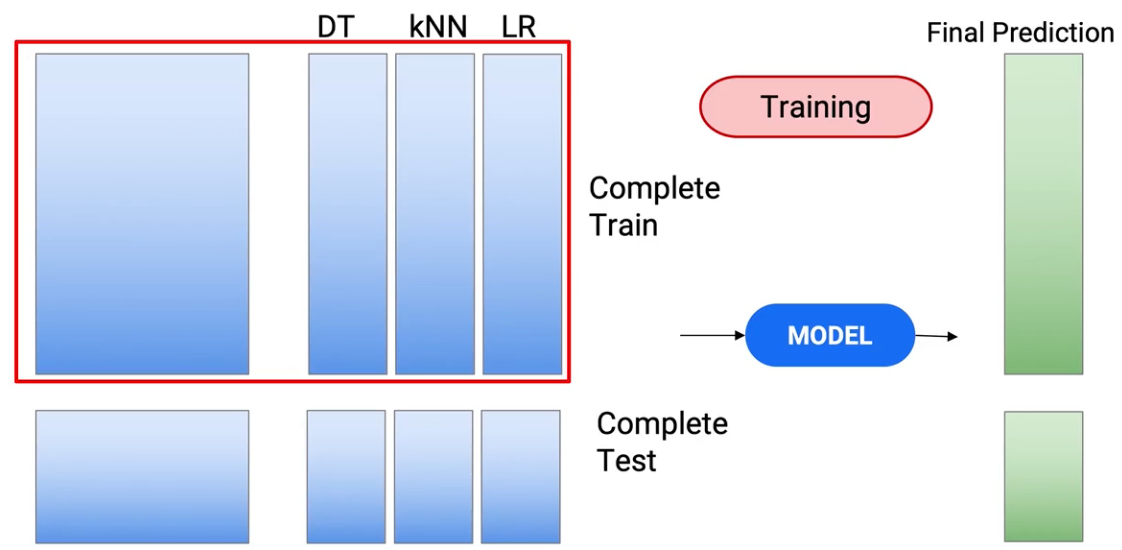 DT kNN LR
Final Prediction
Training
Complete
Train
MODEL
Complete
Test